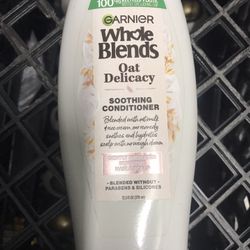 100
GARNIER
Whole
Blends
Oat
Delicacy
SOOTHING
CONDITIONER
Blended with oat milk
& rice cream, our remedy
soothes and hydrates
scalp with no weigh down
• BLENDED WITHOUT •
PARABENS & SILICONES